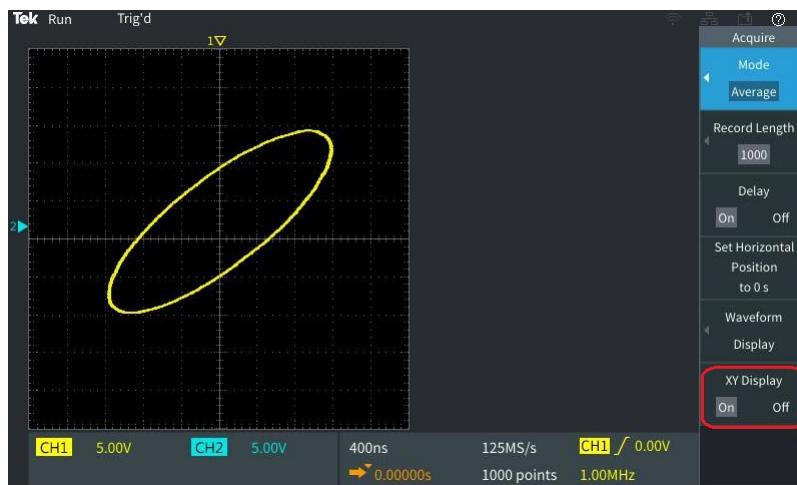 Tek Run Trig'd
Acquire
1
Mode
Average
Record Length
1000
Delay
On Off
2
Set Horizontal
Position
to 0 s
Waveform
Display
XY Display
On Off
CH1 5.00V CH2 5.00V 400ns 125MS/s CH1 0.00V
0.00000s 1000 points 1.00MHz